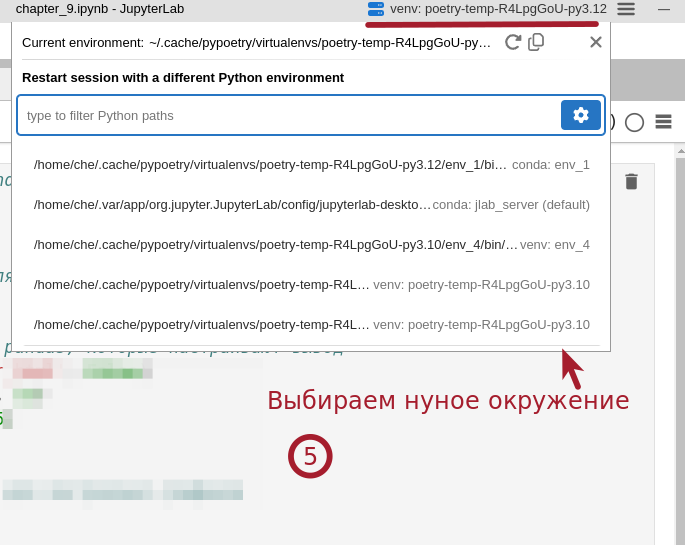 chapter_9.ipynb - JupyterLab
venv: poetry-temp-R4LpgGoU-py3.12
Current environment: ~/.cache/pypoetry/virtualenvs/poetry-temp-R4LpgGoU-py...
Restart session with a different Python environment
type to filter Python paths
/home/che/.cache/pypoetry/virtualenvs/poetry-temp-R4LpgGoU-py3.12/env_1/bi... conda: env_1
/home/che/.var/app/org.jupyter.JupyterLab/config/jupyterlab-deskto...conda: jlab_server (default)
/home/che/.cache/pypoetry/virtualenvs/poetry-temp-R4LpgGoU-py3.10/env_4/bin/... venv: env_4
/home/che/.cache/pypoetry/virtualenvs/poetry-temp-R4L... venv: poetry-temp-R4LpgGoU-py3.10
/home/che/.cache/pypoetry/virtualenvs/poetry-temp-R4L... venv: poetry-temp-R4LpgGoU-py3.10
Выбираем нуное окружение
5